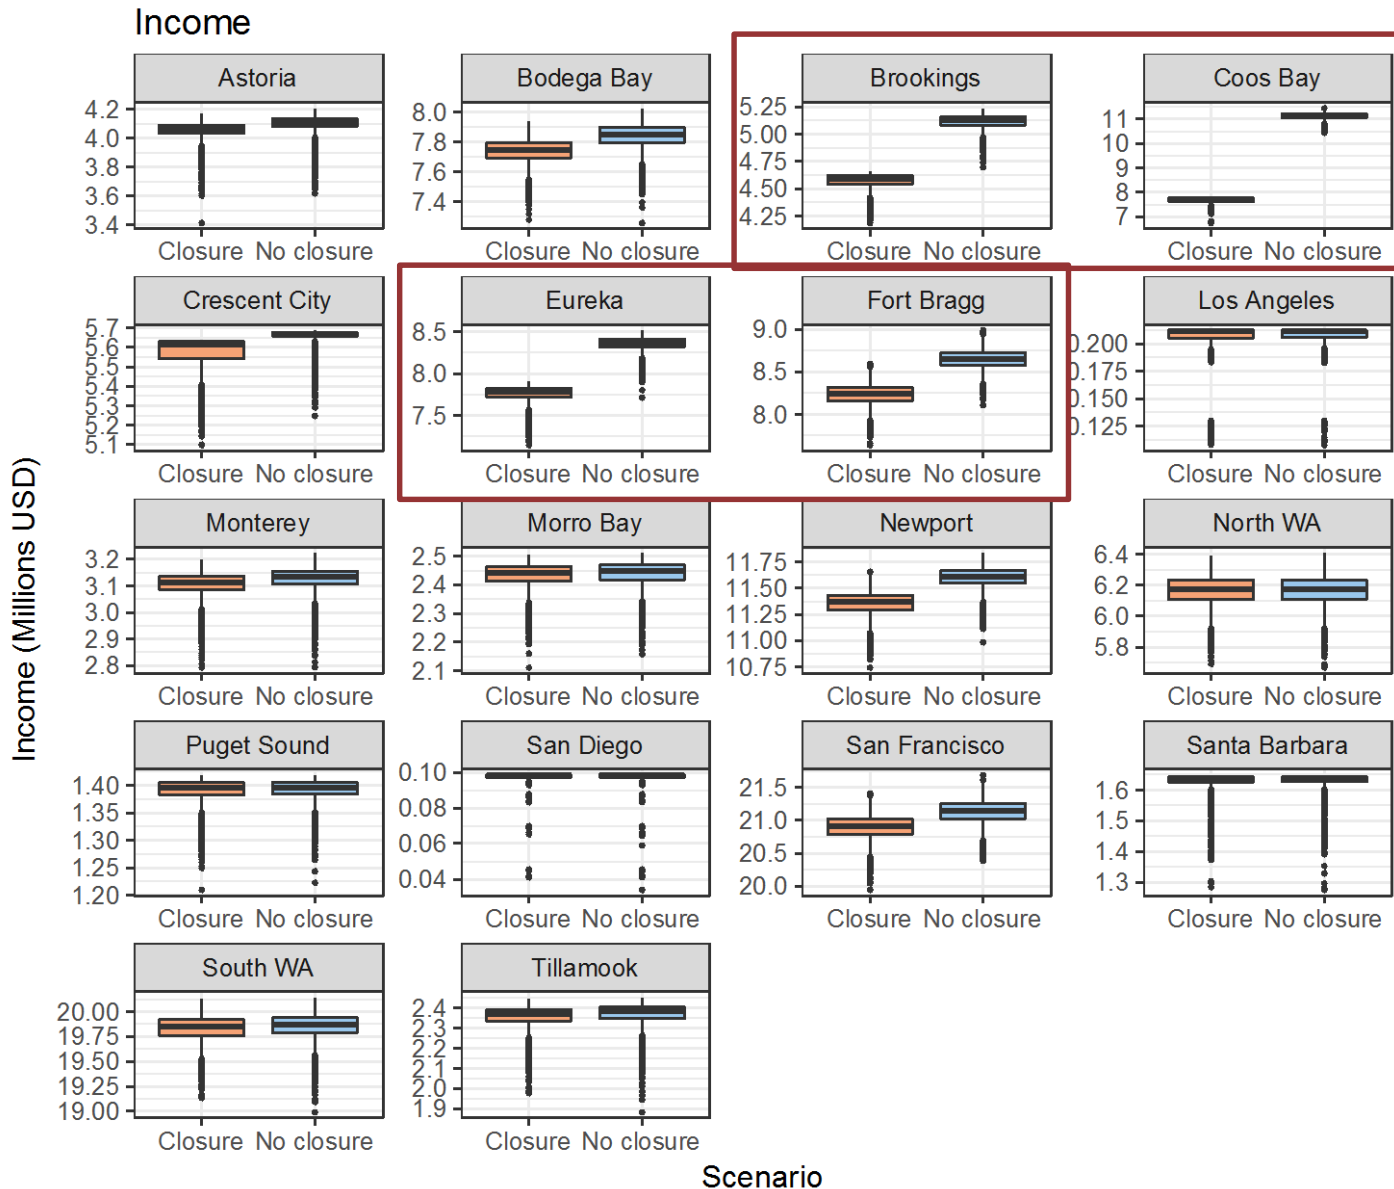 Income
Astoria
Bodega Bay
Brookings
Coos Bay
4.2
4.0
3.8
3.6
3.4
8.0
7.8
7.6
7.4
5.25
5.00
4.75
4.50
4.25
11
10
9
8
7
Closure No closure
Closure No closure
Closure No closure
Closure No closure
Crescent City
Eureka
Fort Bragg
Los Angeles
5.7
5.6
5.5
5.4
5.3
5.2
5.1
8.5
8.0
7.5
9.0
8.5
8.0
0.200
0.175
0.150
0.125
Closure No closure
Closure No closure
Closure No closure
Closure No closure
Monterey
Morro Bay
Newport
North WA
3.2
3.1
3.0
2.9
2.8
2.5
2.4
2.3
2.2
2.1
11.75
11.50
11.25
11.00
10.75
6.4
6.2
6.0
5.8
Closure No closure
Closure No closure
Closure No closure
Closure No closure
Puget Sound
San Diego
San Francisco
Santa Barbara
1.40
1.35
1.30
1.25
1.20
0.10
0.08
0.06
0.04
21.5
21.0
20.5
20.0
1.6
1.5
1.4
1.3
Closure No closure
Closure No closure
Closure No closure
Closure No closure
South WA
Tillamook
20.00
19.75
19.50
19.25
19.00
2.4
2.3
2.2
2.1
2.0
1.9
Closure No closure
Closure No closure
Income (Millions USD)
Scenario